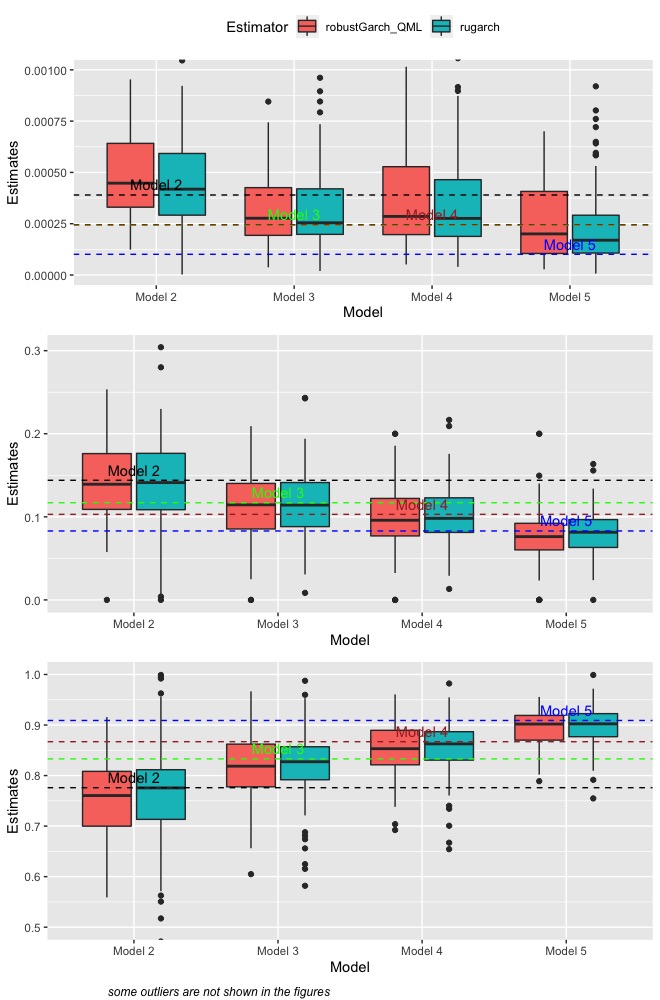 Estimator robustGarch_QML rugarch
0.00100
0.00075
0.00050
0.00025
0.00000
Estimates
Model 2
Model 3
Model 4
Model 5
Model 2 Model 3 Model 4 Model 5
Model
0.3
0.2
0.1
0.0
Estimates
Model 2
Model 3
Model 4
Model 5
Model 2 Model 3 Model 4 Model 5
Model
1.0
0.9
0.8
0.7
0.6
0.5
Estimates
Model 5
Model 4
Model 3
Model 2
Model 2 Model 3 Model 4 Model 5
Model
some outliers are not shown in the figures